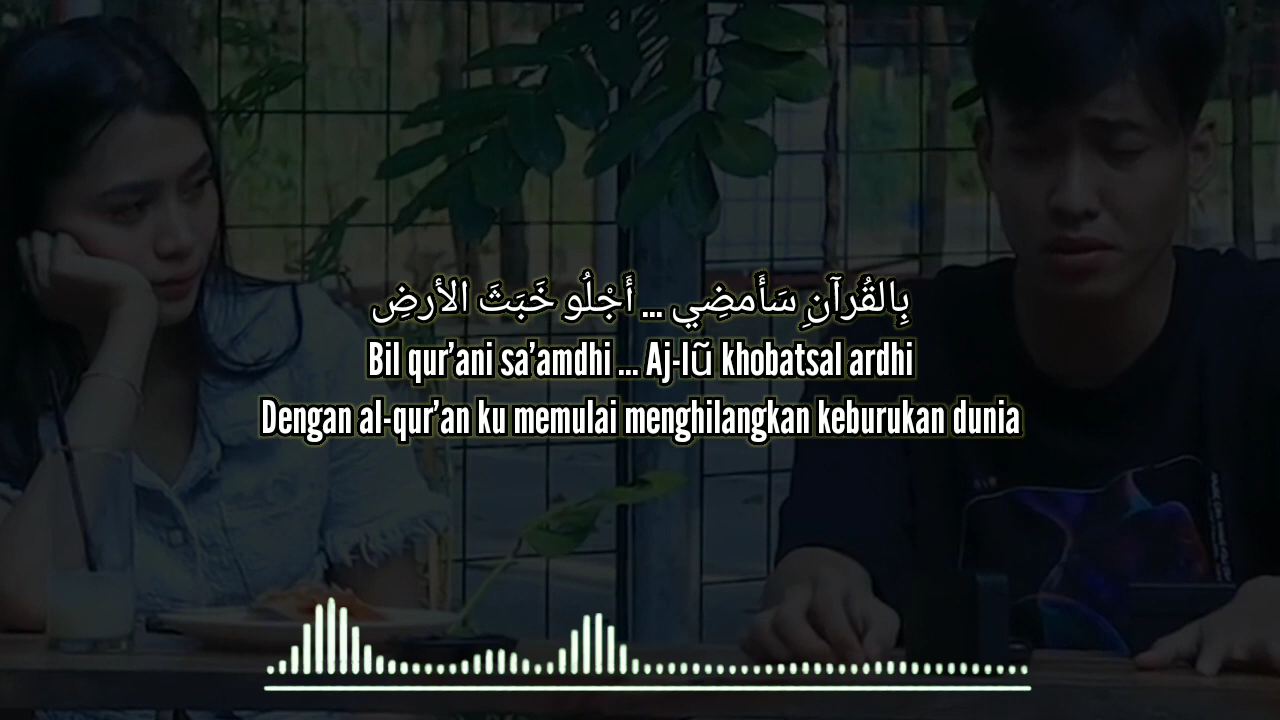 بِالقُرآنِ سَأَمضِي ... أَجْلُو خَبَثَ الأرضِ
Bil qur’ani sa’amdhi ... Aj-lũ khobatsal ardhi
Dengan al-qur’an ku memulai menghilangkan keburukan dunia